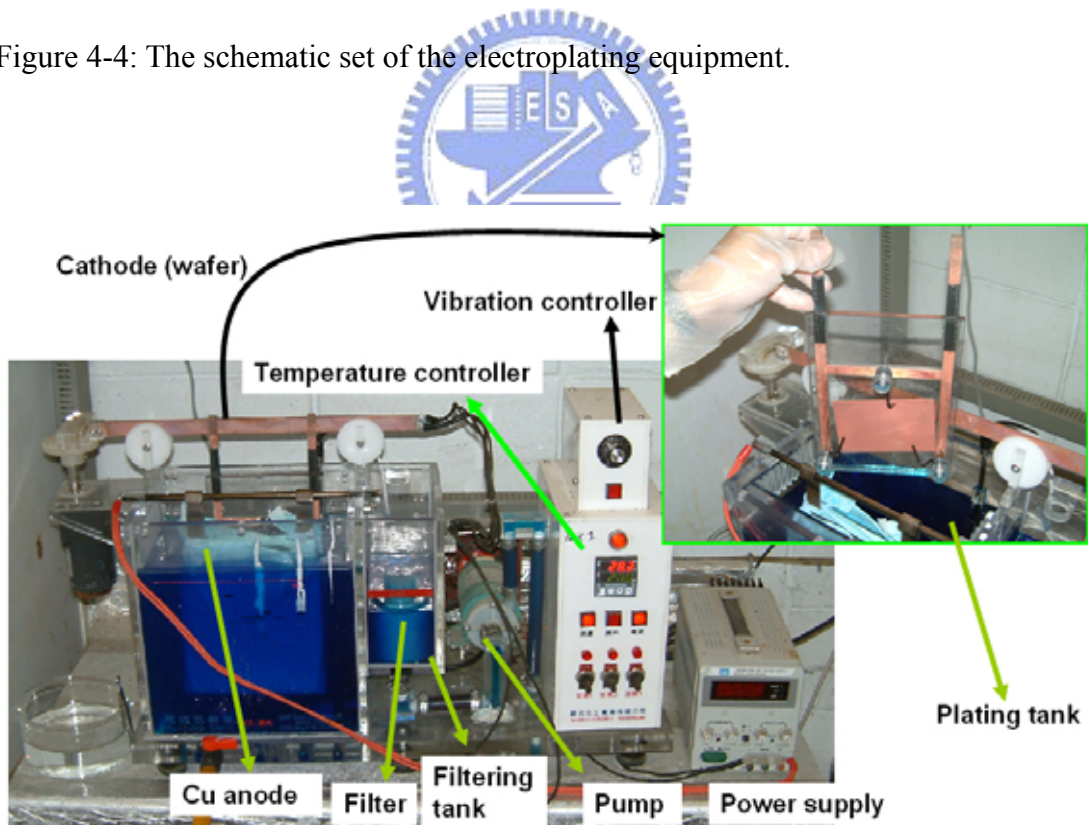 Figure 4-4: The schematic set of the electroplating equipment.
ESA
Cathode (wafer)
Vibration controller
Temperature controller
Plating tank
Cu anode
Filter
Filtering
tank
Pump
Power supply